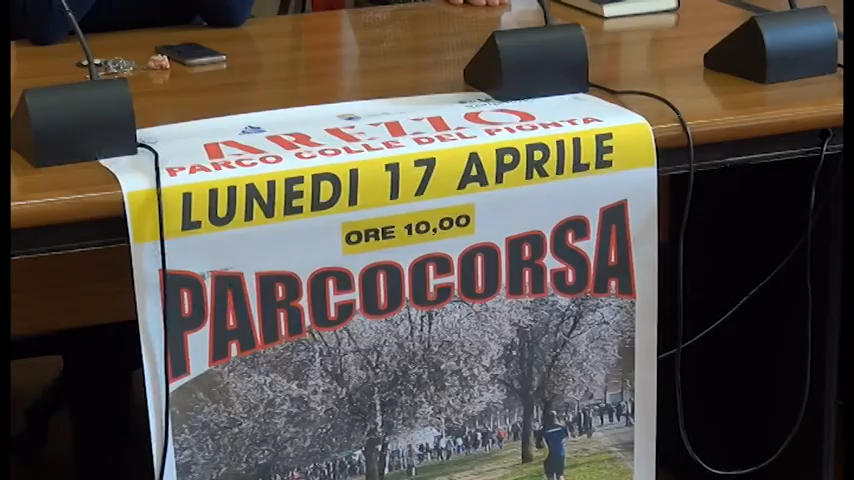 AREZZO
PARCO COLLE DEL PIONTA
LUNEDI 17 APRILE
ORE 10,00
PARCOCORSA